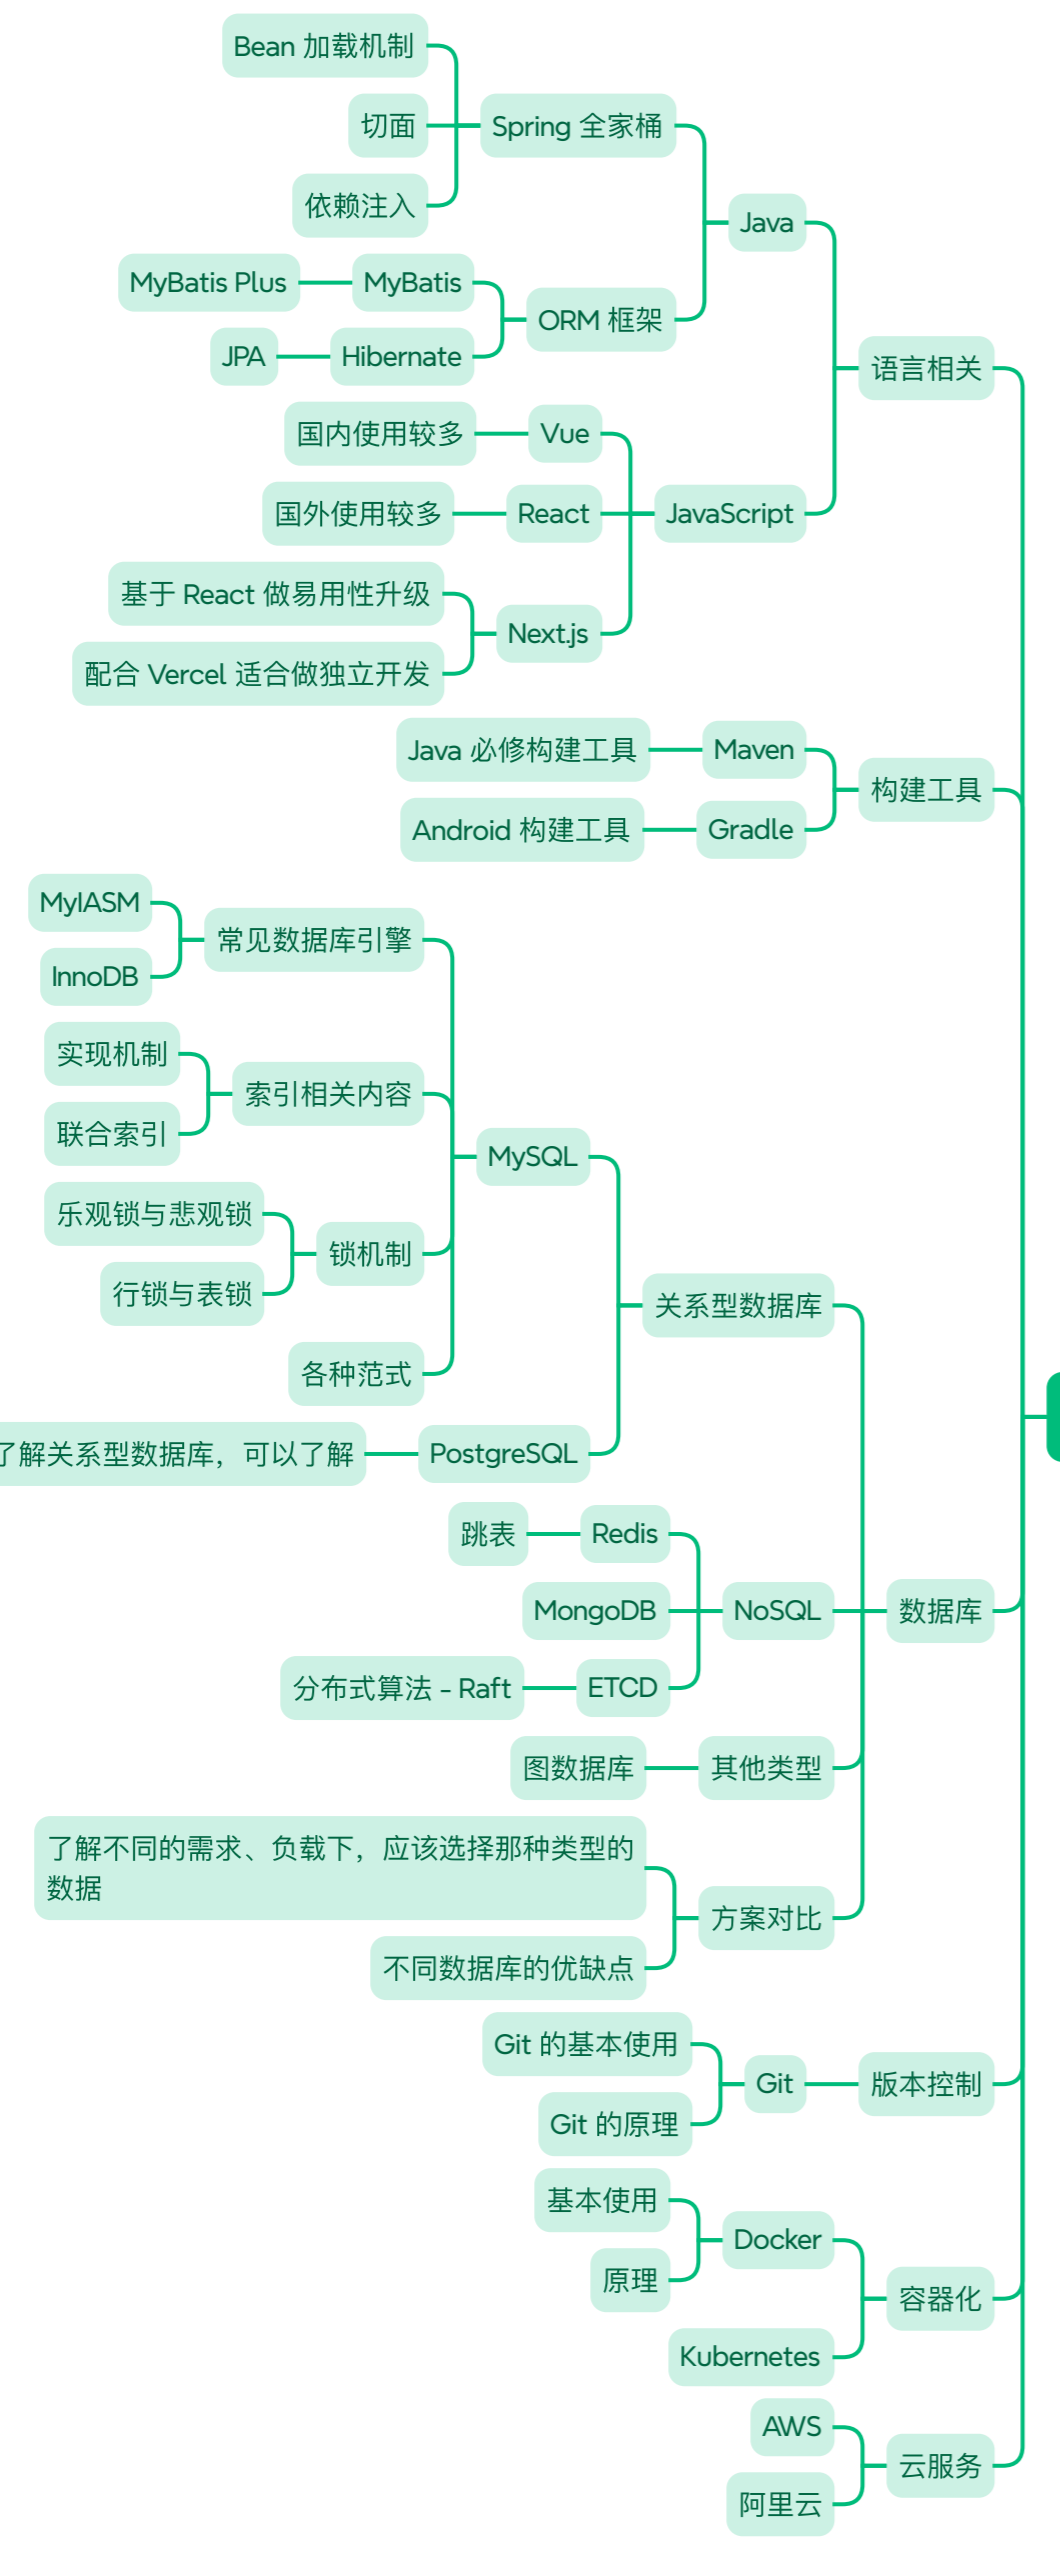 Bean 加载机制
切面
Spring 全家桶
依赖注入
Java
MyBatis Plus
MyBatis
ORM 框架
JPA
Hibernate
语言相关
国内使用较多
Vue
国外使用较多
React
JavaScript
基于 React 做易用性升级
Next.js
配合 Vercel 适合做独立开发
Java 必修构建工具
Maven
构建工具
Android 构建工具
Gradle
MyIASM
常见数据库引擎
InnoDB
实现机制
索引相关内容
联合索引
MySQL
乐观锁与悲观锁
锁机制
行锁与表锁
关系型数据库
各种范式
了解关系型数据库，可以了解
PostgreSQL
跳表
Redis
MongoDB
NoSQL
数据库
分布式算法 - Raft
ETCD
图数据库
其他类型
了解不同的需求、负载下，应该选择那种类型的
数据
方案对比
不同数据库的优缺点
Git 的基本使用
Git
版本控制
Git 的原理
基本使用
Docker
原理
容器化
Kubernetes
AWS
云服务
阿里云